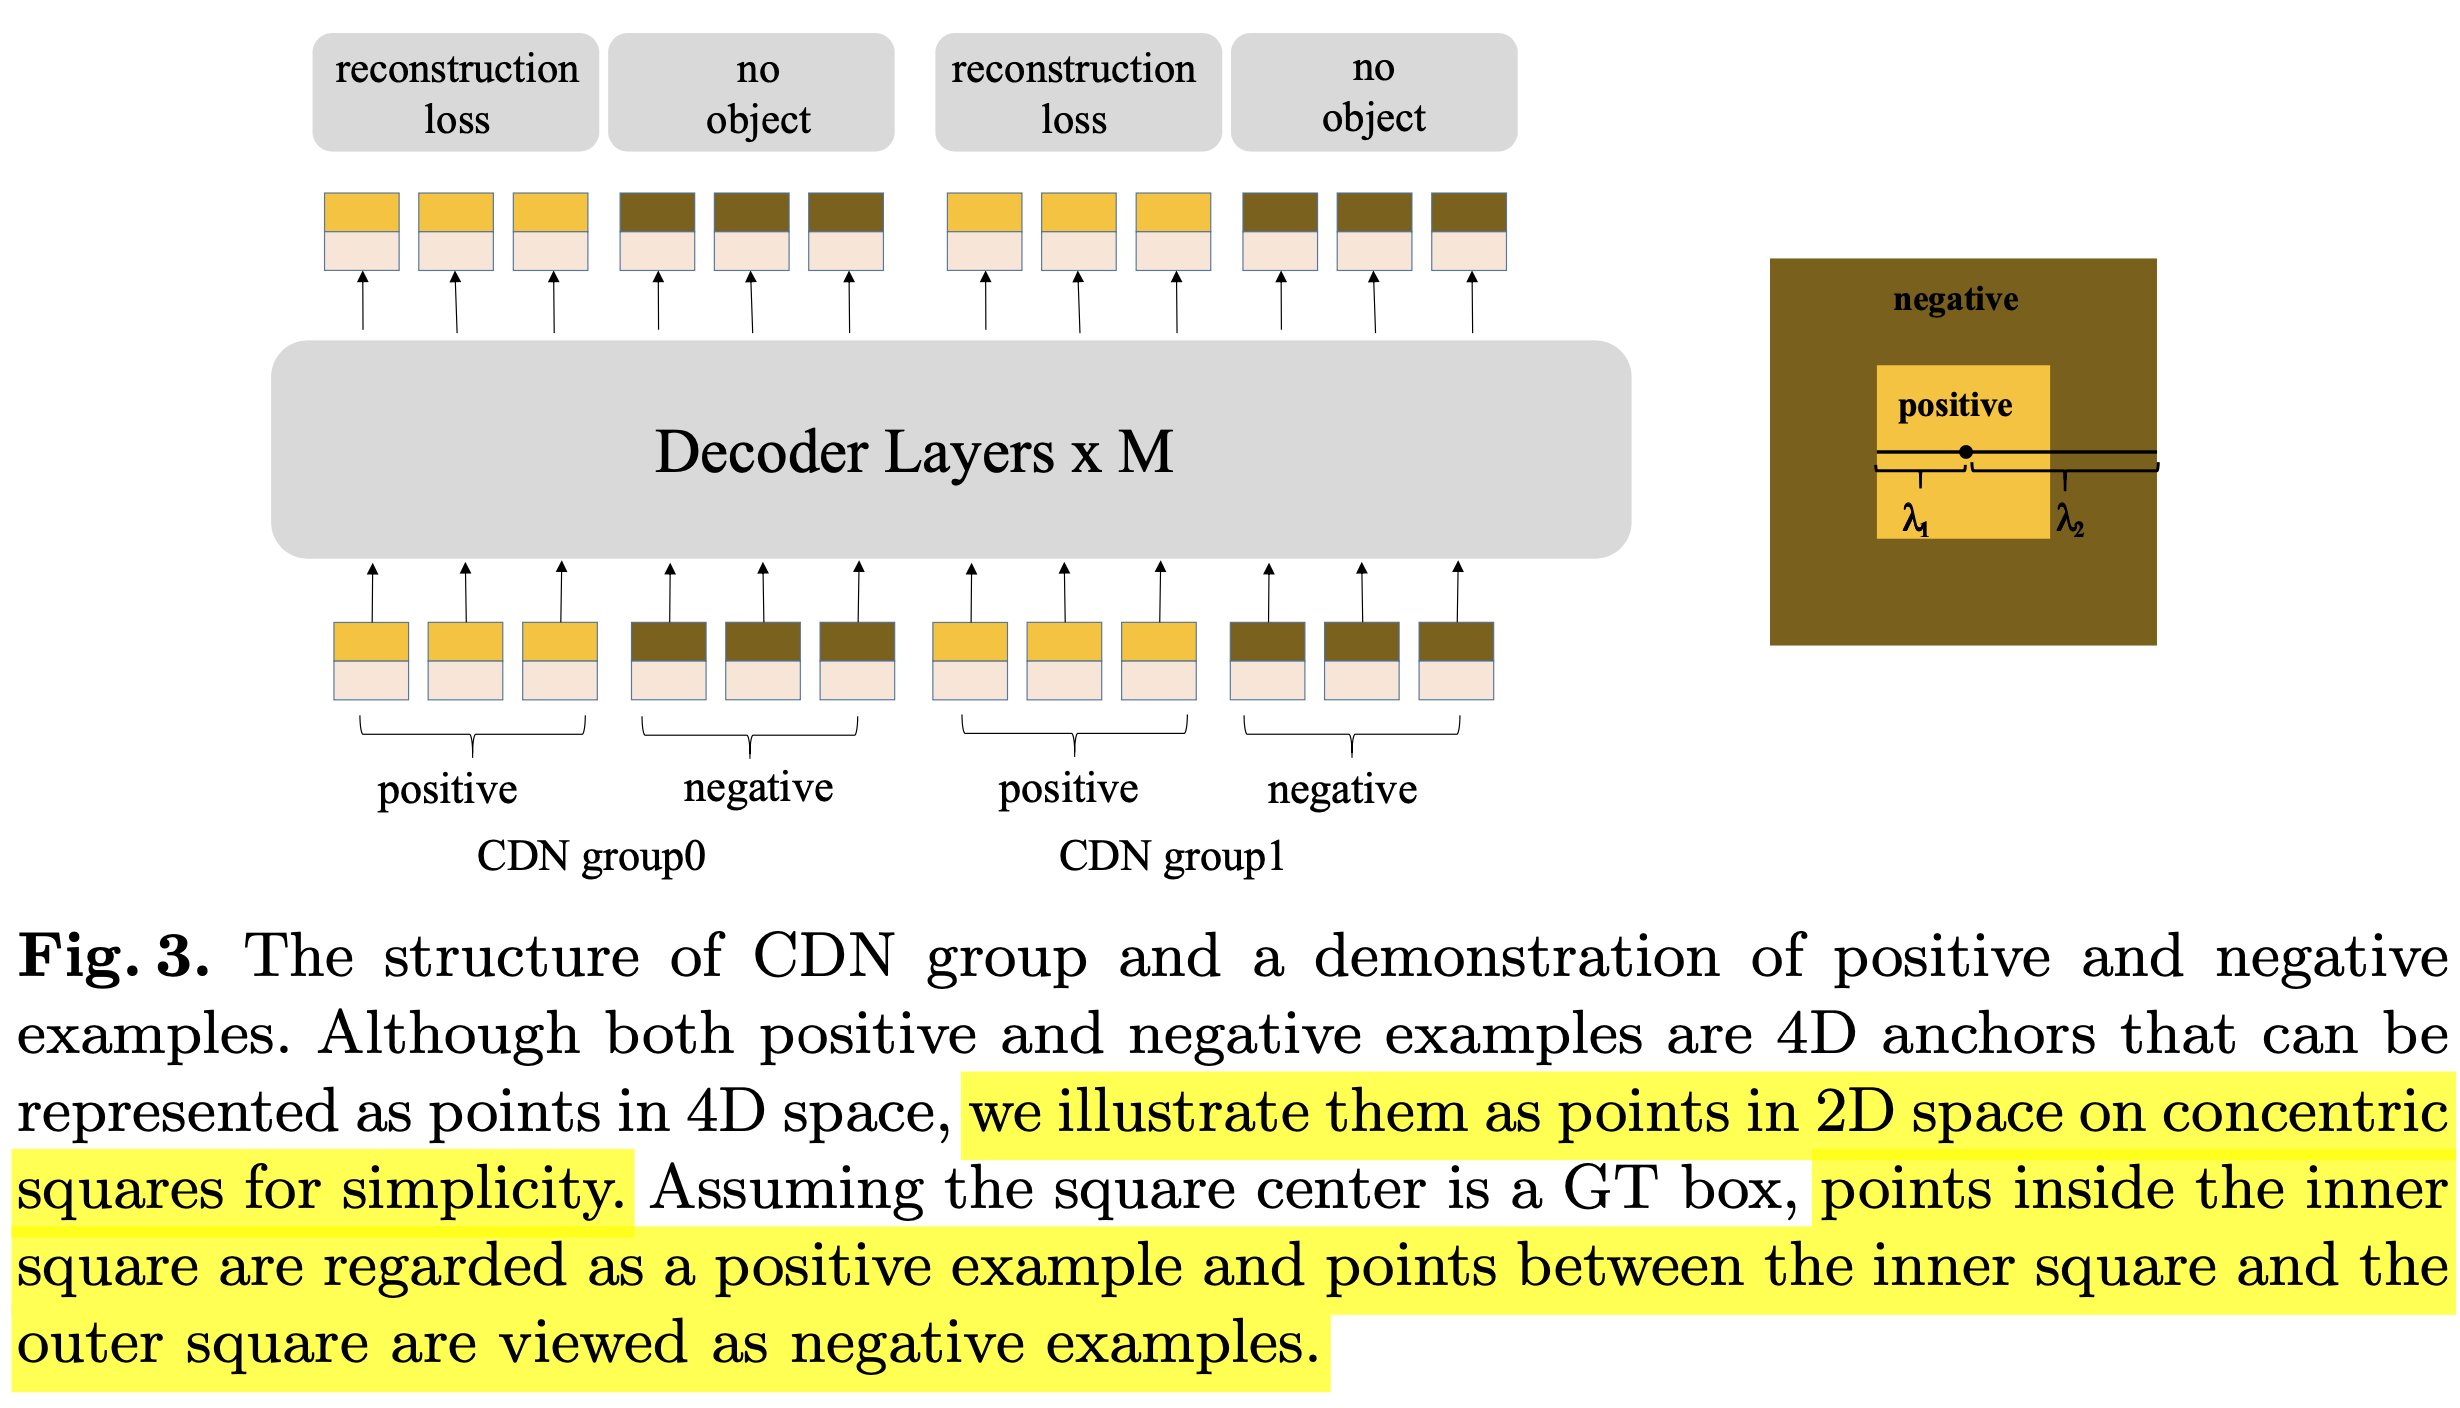 reconstruction
loss
no
object
reconstruction
loss
no
object
Decoder Layers x M
positive
negative
positive
negative
CDN group0
CDN group1
negative
positive
λ1
λ2
Fig. 3. The structure of CDN group and a demonstration of positive and negative
examples. Although both positive and negative examples are 4D anchors that can be
represented as points in 4D space, we illustrate them as points in 2D space on concentric
squares for simplicity. Assuming the square center is a GT box, points inside the inner
square are regarded as a positive example and points between the inner square and the
outer square are viewed as negative examples.